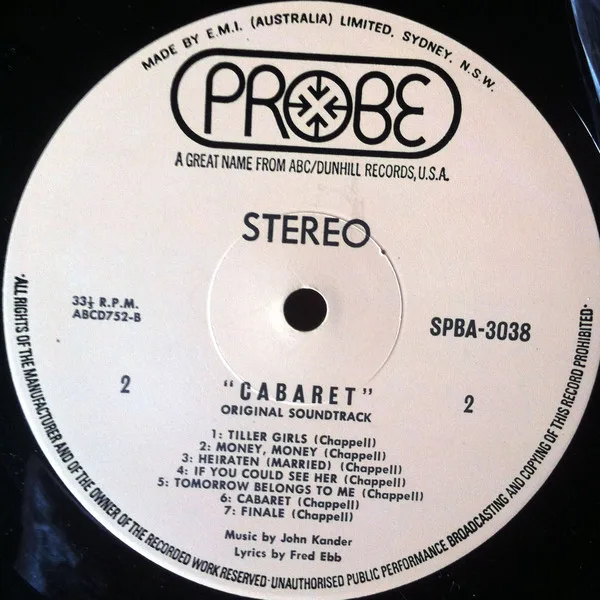 MADE BY E.M.I. (AUSTRALIA) LIMITED, SYDNEY, N.S.W.
PROBE
A GREAT NAME FROM ABC/DUNHILL RECORDS, U.S.A.
STEREO
33⅓ R.P.M.
ABCD752-B
SPBA-3038
2
2
"CABARET"
ORIGINAL SOUNDTRACK
1: TILLER GIRLS (Chappell)
2: MONEY, MONEY (Chappell)
3: HEIRATEN (MARRIED) (Chappell)
4: IF YOU COULD SEE HER (Chappell)
5: TOMORROW BELONGS TO ME (Chappell)
6: CABARET (Chappell)
7: FINALE (Chappell)
Music by John Kander
Lyrics by Fred Ebb
·ALL RIGHTS OF THE MANUFACTURER AND OF THE OWNER OF THE RECORDED WORK RESERVED·UNAUTHORISED PUBLIC PERFORMANCE BROADCASTING AND COPYING OF THIS RECORD PROHIBITED·